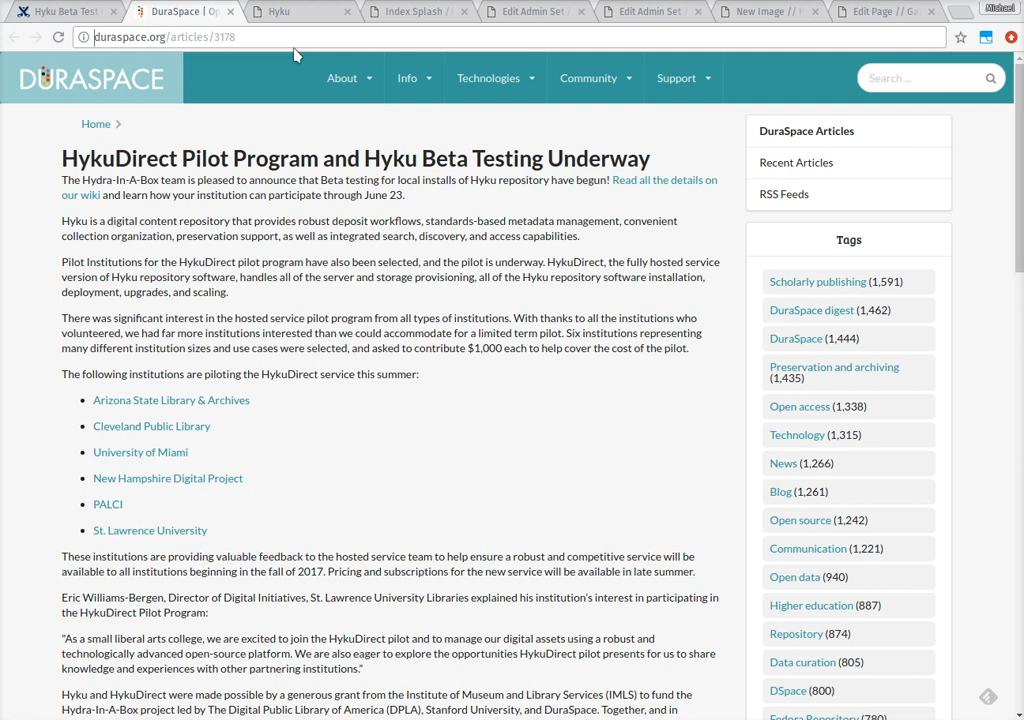 Hyku Beta Test
DuraSpace | Op
Hyku
Index Splash //
Edit Admin Set
Edit Admin Set
New Image // H
Edit Page // Ga
Michael
duraspace.org/articles/3178
DURASPACE
About
Info
Technologies
Community
Support
Search ...
Home
HykuDirect Pilot Program and Hyku Beta Testing Underway
The Hydra-In-A-Box team is pleased to announce that Beta testing for local installs of Hyku repository have begun! Read all the details on
our wiki and learn how your institution can participate through June 23.
Hyku is a digital content repository that provides robust deposit workflows, standards-based metadata management, convenient
collection organization, preservation support, as well as integrated search, discovery, and access capabilities.
Pilot Institutions for the HykuDirect pilot program have also been selected, and the pilot is underway. HykuDirect, the fully hosted service
version of Hyku repository software, handles all of the server and storage provisioning, all of the Hyku repository software installation,
deployment, upgrades, and scaling.
There was significant interest in the hosted service pilot program from all types of institutions. With thanks to all the institutions who
volunteered, we had far more institutions interested than we could accommodate for a limited term pilot. Six institutions representing
many different institution sizes and use cases were selected, and asked to contribute $1,000 each to help cover the cost of the pilot.
The following institutions are piloting the HykuDirect service this summer:
Arizona State Library & Archives
Cleveland Public Library
University of Miami
New Hampshire Digital Project
PALCI
St. Lawrence University
These institutions are providing valuable feedback to the hosted service team to help ensure a robust and competitive service will be
available to all institutions beginning in the fall of 2017. Pricing and subscriptions for the new service will be available in late summer.
Eric Williams-Bergen, Director of Digital Initiatives, St. Lawrence University Libraries explained his institution's interest in participating in
the HykuDirect Pilot Program:
"As a small liberal arts college, we are excited to join the HykuDirect pilot and to manage our digital assets using a robust and
technologically advanced open-source platform. We are also eager to explore the opportunities HykuDirect pilot presents for us to share
knowledge and experiences with other partnering institutions."
Hyku and HykuDirect were made possible by a generous grant from the Institute of Museum and Library Services (IMLS) to fund the
Hydra-In-A-Box project led by The Digital Public Library of America (DPLA), Stanford University, and DuraSpace. Together, and in
DuraSpace Articles
Recent Articles
RSS Feeds
Tags
Scholarly publishing (1,591)
DuraSpace digest (1,462)
DuraSpace (1,444)
Preservation and archiving
(1,435)
Open access (1,338)
Technology (1,315)
News (1,266)
Blog (1,261)
Open source (1,242)
Communication (1,221)
Open data (940)
Higher education (887)
Repository (874)
Data curation (805)
DSpace (800)
Fedora Repository (780)